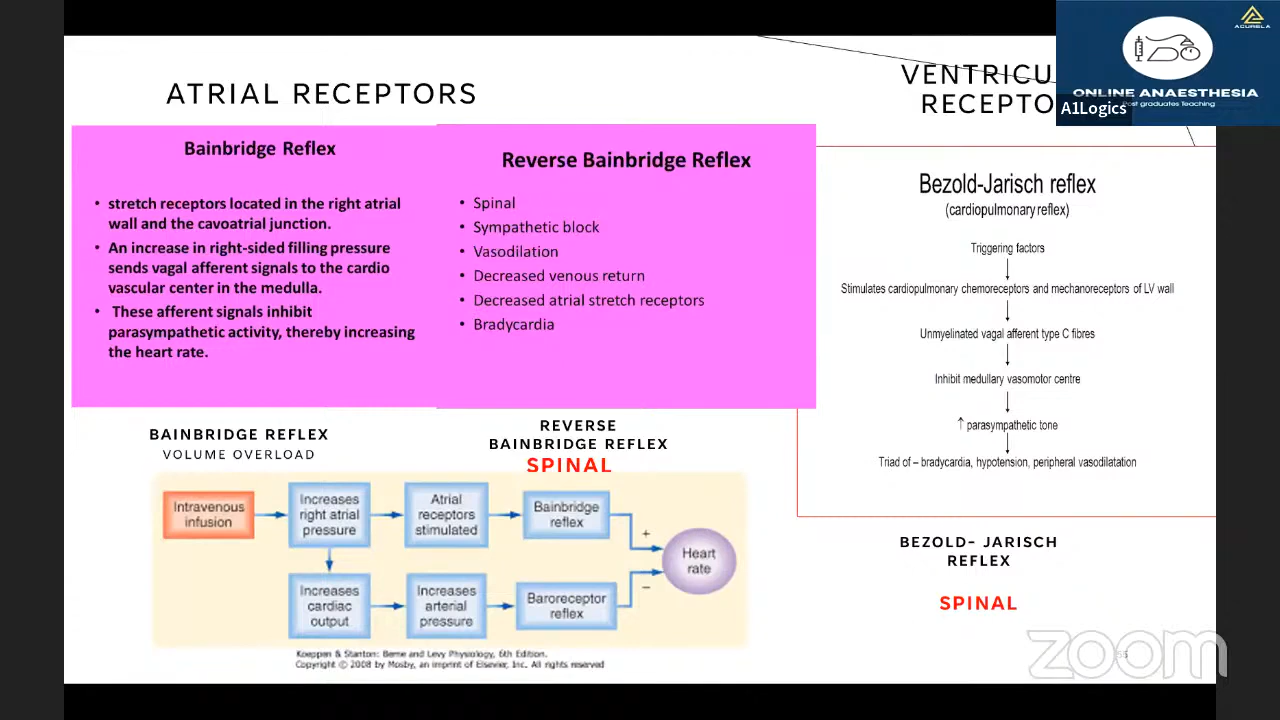 ATRIAL RECEPTORS
Bainbridge Reflex
• stretch receptors located in the right atrial
wall and the cavoatrial junction.
• An increase in right-sided filling pressure
sends vagal afferent signals to the cardio
vascular center in the medulla.
• These afferent signals inhibit
parasympathetic activity, thereby increasing
the heart rate.
Reverse Bainbridge Reflex
• Spinal
• Sympathetic block
• Vasodilation
• Decreased venous return
• Decreased atrial stretch receptors
• Bradycardia
BAINBRIDGE REFLEX
VOLUME OVERLOAD
REVERSE
BAINBRIDGE REFLEX
SPINAL
Intravenous
infusion
Increases
right atrial
pressure
Atrial
receptors
stimulated
Bainbridge
reflex
+
Heart
rate
Increases
cardiac
output
Increases
arterial
pressure
Baroreceptor
reflex
−
Koeppen & Stanton: Berne and Levy Physiology, 6th Edition.
Copyright © 2008 by Mosby, an imprint of Elsevier, Inc. All rights reserved
VENTRICU
RECEPTO
Bezold-Jarisch reflex
(cardiopulmonary reflex)
Triggering factors
Stimulates cardiopulmonary chemoreceptors and mechanoreceptors of LV wall
Unmyelinated vagal afferent type C fibres
Inhibit medullary vasomotor centre
↑ parasympathetic tone
Triad of – bradycardia, hypotension, peripheral vasodilatation
BEZOLD- JARISCH
REFLEX
SPINAL
ACURELA
ONLINE ANAESTHESIA
Post graduates Teaching
A1Logics
zoom